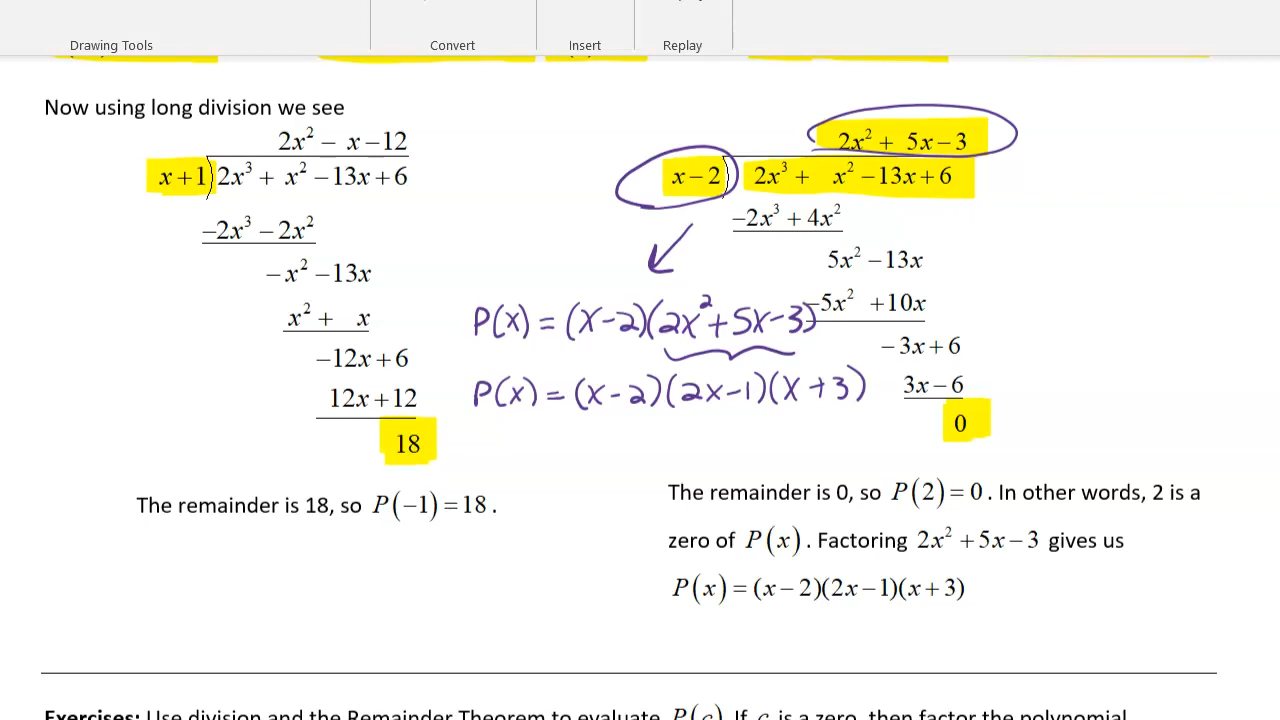 Drawing Tools Convert Insert Replay
Now using long division we see
2x² − x − 12
x + 1)2x³ + x² − 13x + 6
−2x³ − 2x²
− x² − 13x
x² + x
−12x + 6
12x + 12
18
The remainder is 18, so P(−1) = 18.
2x² + 5x − 3
x − 2) 2x³ + x² − 13x + 6
−2x³ + 4x²
5x² − 13x
−5x² + 10x
− 3x + 6
3x − 6
0
P(x) = (x-2)(2x²+5x-3)
P(x) = (x-2)(2x-1)(x+3)
The remainder is 0, so P(2) = 0. In other words, 2 is a
zero of P(x). Factoring 2x² + 5x − 3 gives us
P(x) = (x − 2)(2x − 1)(x + 3)
Exercises: Use division and the Remainder Theorem to evaluate P(c). If c is a zero, then factor the polynomial